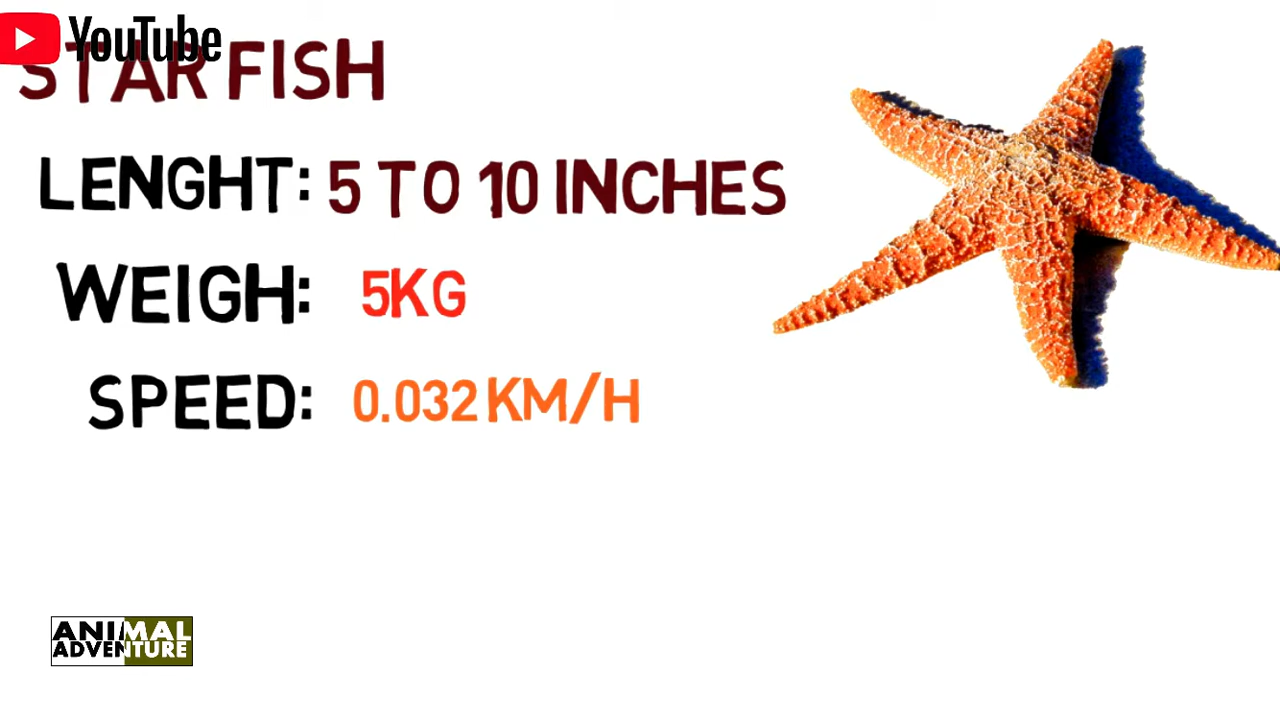 YouTube
STARFISH
LENGHT: 5 TO 10 INCHES
WEIGH: 5KG
SPEED: 0.032 KM/H
ANIMAL
ADVENTURE